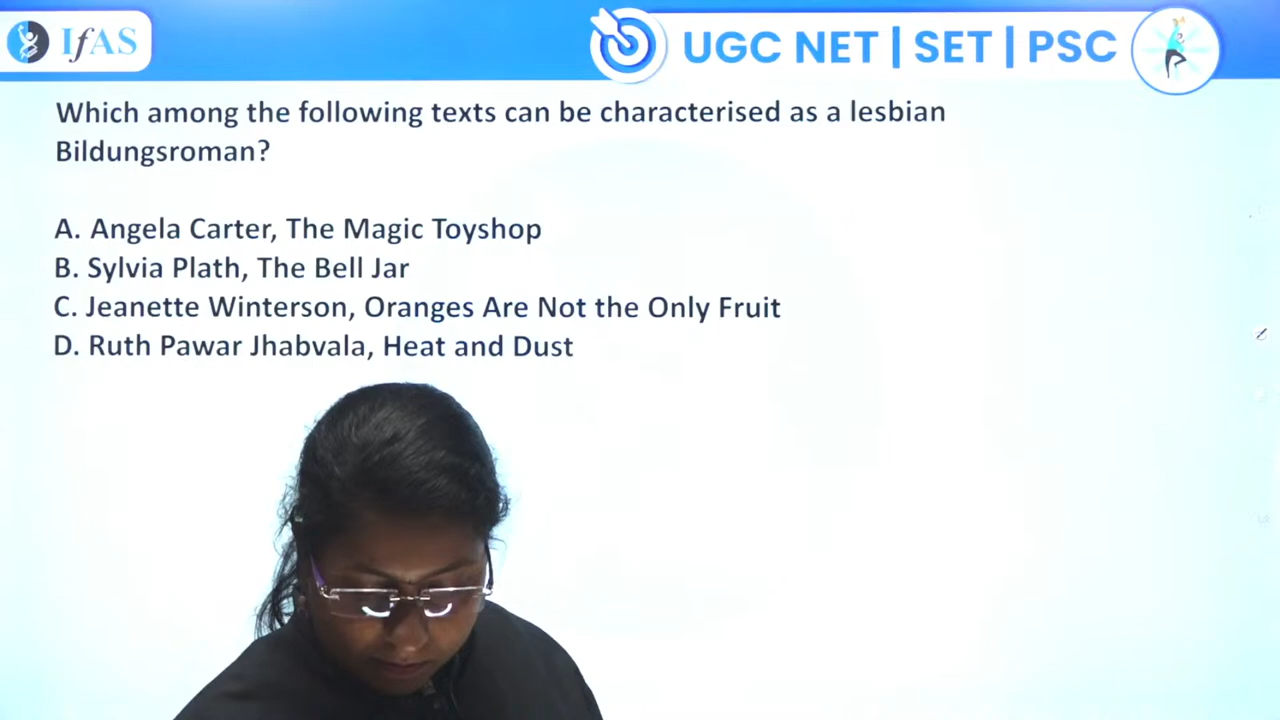 IfAS
UGC NET | SET | PSC
Which among the following texts can be characterised as a lesbian
Bildungsroman?
A. Angela Carter, The Magic Toyshop
B. Sylvia Plath, The Bell Jar
C. Jeanette Winterson, Oranges Are Not the Only Fruit
D. Ruth Pawar Jhabvala, Heat and Dust